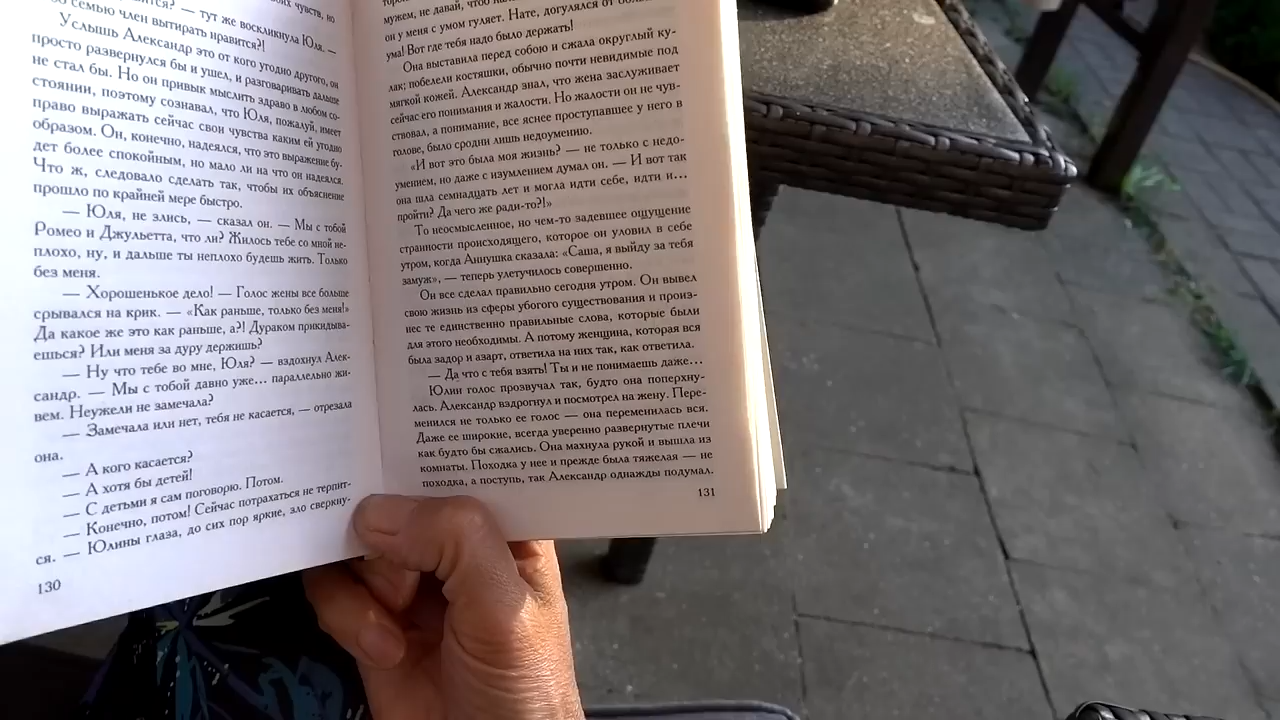 — тут же воскликнула Юля. —
семью член вытирать нравится?!
Услышь Александр это от кого угодно другого, он
просто развернулся бы и ушел, и разговаривать дальше
не стал бы. Но он привык мыслить здраво в любом со-
стоянии, поэтому сознавал, что Юля, пожалуй, имеет
право выражать сейчас свои чувства каким ей угодно
образом. Он, конечно, надеялся, что это выражение бу-
дет более спокойным, но мало ли на что он надеялся.
Что ж, следовало сделать так, чтобы их объяснение
прошло по крайней мере быстро.
— Юля, не злись, — сказал он. — Мы с тобой
Ромео и Джульетта, что ли? Жилось тебе со мной не-
плохо, ну, и дальше ты неплохо будешь жить. Только
без меня.
— Хорошенькое дело! — Голос жены все больше
срывался на крик. — «Как раньше, только без меня!»
Да какое же это как раньше, а?! Дураком прикидыва-
ешься? Или меня за дуру держишь?
— Ну что тебе во мне, Юля? — вздохнул Алек-
сандр. — Мы с тобой давно уже... параллельно жи-
вем. Неужели не замечала?
— Замечала или нет, тебя не касается, — отрезала
она.
— А кого касается?
— А хотя бы детей!
— С детьми я сам поговорю. Потом.
— Конечно, потом! Сейчас потрахаться не терпит-
ся. — Юлины глаза, до сих пор яркие, зло сверкну-
130
мужем, не давай, чтоб
он у меня с умом гуляет. Нате, догулялся от
ума! Вот где тебя надо было держать!
Она выставила перед собою и сжала округлый ку-
лак; побелели костяшки, обычно почти невидимые под
мягкой кожей. Александр знал, что жена заслуживает
сейчас его понимания и жалости. Но жалости он не чув-
ствовал, а понимание, все яснее проступавшее у него в
голове, было сродни лишь недоумению.
«И вот это была моя жизнь? — не только с недо-
умением, но даже с изумлением думал он. — И вот так
она шла семнадцать лет и могла идти себе, идти и...
пройти? Да чего же ради-то?!»
То неосмысленное, но чем-то задевшее ощущение
странности происходящего, которое он уловил в себе
утром, когда Аннушка сказала: «Саша, я выйду за тебя
замуж», — теперь улетучилось совершенно.
Он все сделал правильно сегодня утром. Он вывел
свою жизнь из сферы убогого существования и произ-
нес те единственно правильные слова, которые были
для этого необходимы. А потому женщина, которая вся
была задор и азарт, ответила на них так, как ответила.
— Да что с тебя взять! Ты и не понимаешь даже...
Юлин голос прозвучал так, будто она поперхну-
лась. Александр вздрогнул и посмотрел на жену. Пере-
менился не только ее голос — она переменилась вся.
Даже ее широкие, всегда уверенно развернутые плечи
как будто бы сжались. Она махнула рукой и вышла из
комнаты. Походка у нее и прежде была тяжелая — не
походка, а поступь, так Александр однажды подумал.
131